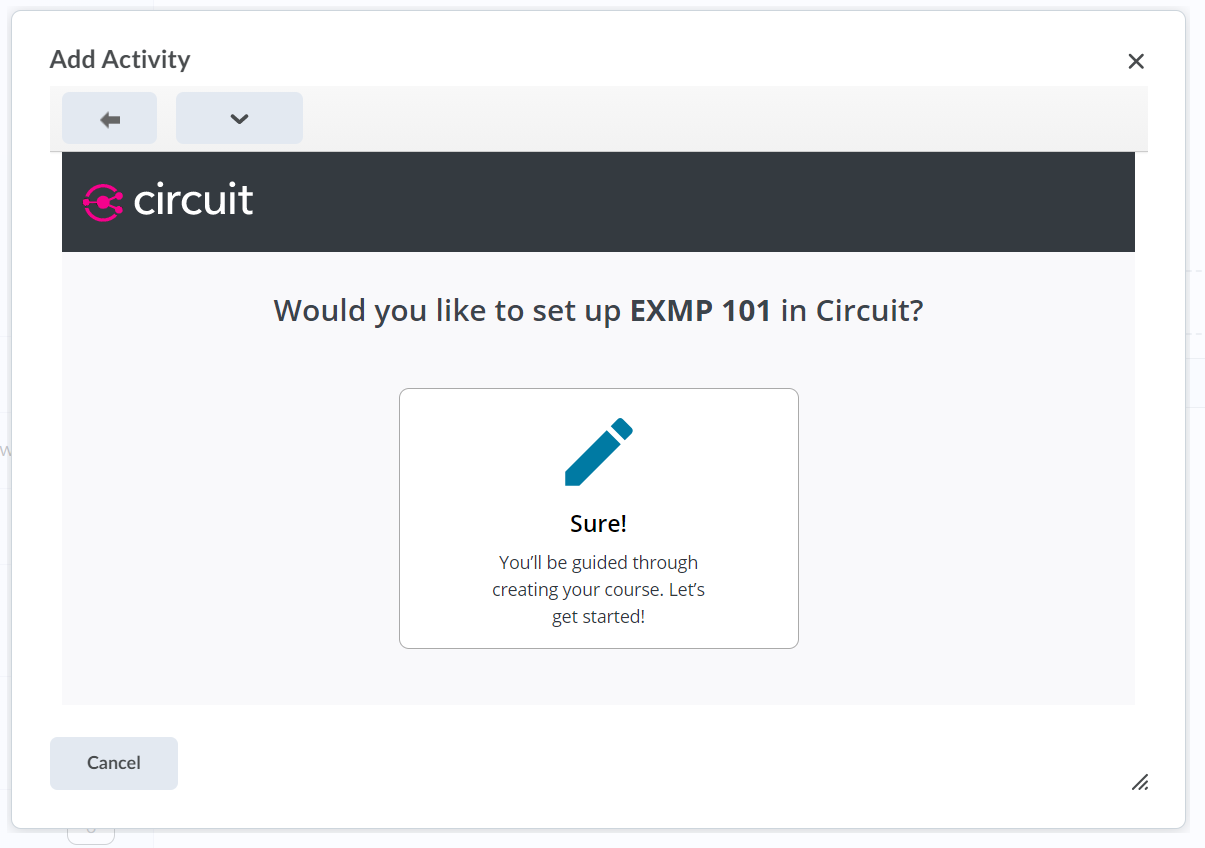 Add Activity
circuit
Would you like to set up EXMP 101 in Circuit?
Sure!
You’ll be guided through
creating your course. Let’s
get started!
Cancel